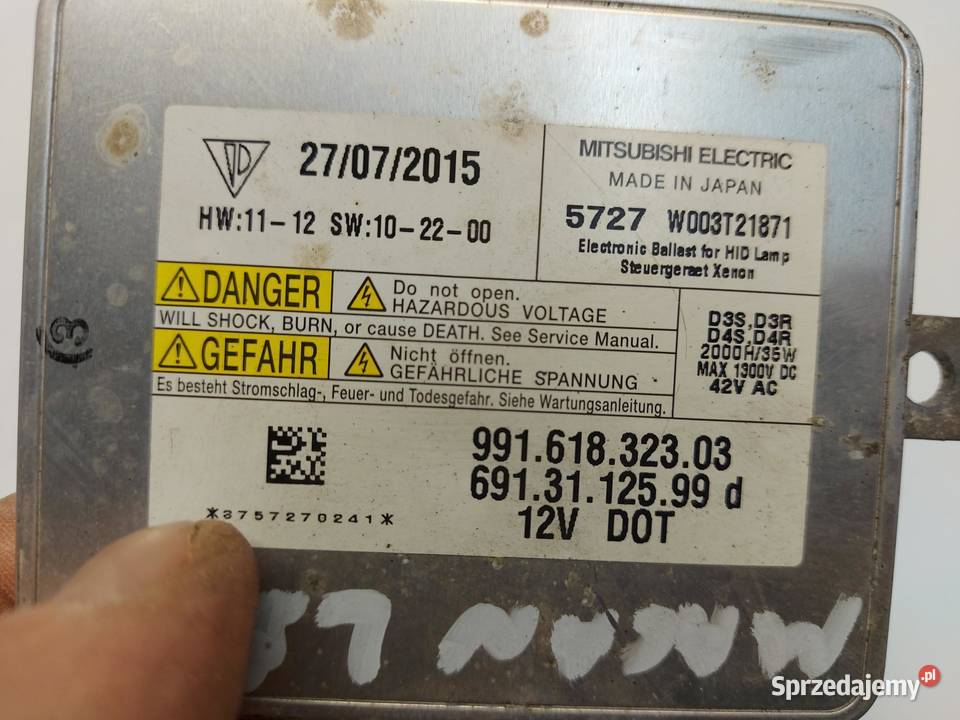 27/07/2015
HW:11-12 SW:10-22-00
MITSUBISHI ELECTRIC
MADE IN JAPAN
5727 W003T21871
Electronic Ballast for HID Lamp
Steuergeraet Xenon
DANGER
Do not open.
HAZARDOUS VOLTAGE
WILL SHOCK, BURN, or cause DEATH. See Service Manual.
GEFAHR
Nicht öffnen.
GEFÄHRLICHE SPANNUNG
Es besteht Stromschlag-, Feuer- und Todesgefahr. Siehe Wartungsanleitung.
D3S,D3R
D4S,D4R
2000H/35W
MAX 1300V DC
42V AC
991.618.323.03
691.31.125.99 d
12V DOT
*3757270241*
MACAN
Sprzedajemy.pl